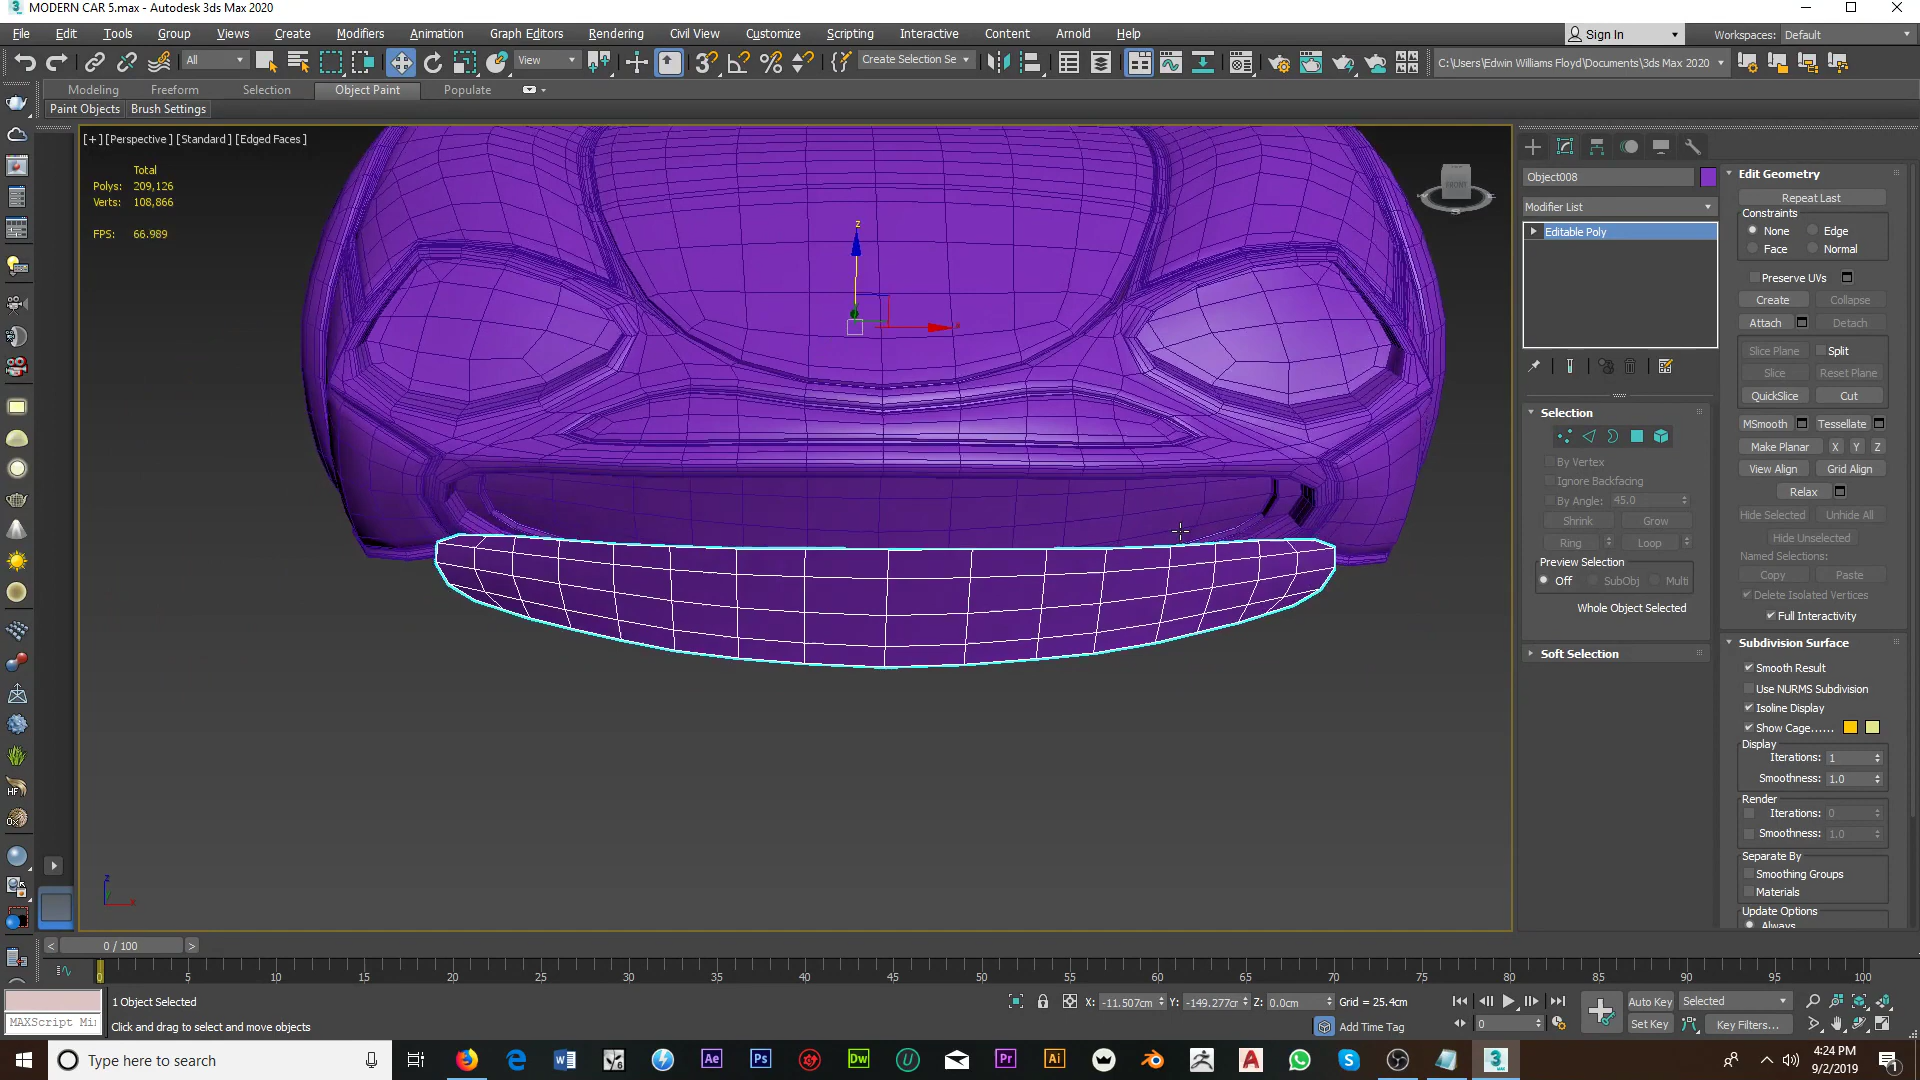 MODERN CAR 5.max - Autodesk 3ds Max 2020
File Edit Tools Group Views Create Modifiers Animation Graph Editors Rendering Civil View Customize Scripting Interactive Content Arnold Help
Sign In Workspaces: Default
All View Create Selection Se C:\Users\Edwin Williams Floyd\Documents\3ds Max 2020
Modeling Freeform Selection Object Paint Populate
Paint Objects Brush Settings
[+] [Perspective] [Standard] [Edged Faces]
Total
Polys: 209,126
Verts: 108,866
FPS: 66.989
z
x
FRONT
z
x
Object008
Modifier List
Editable Poly
Selection
By Vertex
Ignore Backfacing
By Angle: 45.0
Shrink Grow
Ring Loop
Preview Selection
Off SubObj Multi
Whole Object Selected
Soft Selection
Edit Geometry
Repeat Last
Constraints
None Edge
Face Normal
Preserve UVs
Create Collapse
Attach Detach
Slice Plane Split
Slice Reset Plane
QuickSlice Cut
MSmooth Tessellate
Make Planar X Y Z
View Align Grid Align
Relax
Hide Selected Unhide All
Hide Unselected
Named Selections:
Copy Paste
Delete Isolated Vertices
Full Interactivity
Subdivision Surface
Smooth Result
Use NURMS Subdivision
Isoline Display
Show Cage......
Display
Iterations: 1
Smoothness: 1.0
Render
Iterations: 0
Smoothness: 1.0
Separate By
Smoothing Groups
Materials
Update Options
Always
HF
< 0 / 100 >
0 5 10 15 20 25 30 35 40 45 50 55 60 65 70 75 80 85 90 95 100
1 Object Selected X: -11.507cm Y: -149.277cm Z: 0.0cm Grid = 25.4cm Auto Key Selected
MAXScript Mi Click and drag to select and move objects Add Time Tag 0 Set Key Key Filters...
Type here to search
Ae Ps Dw Pr Ai
3 MAX
4:24 PM
9/2/2019
1